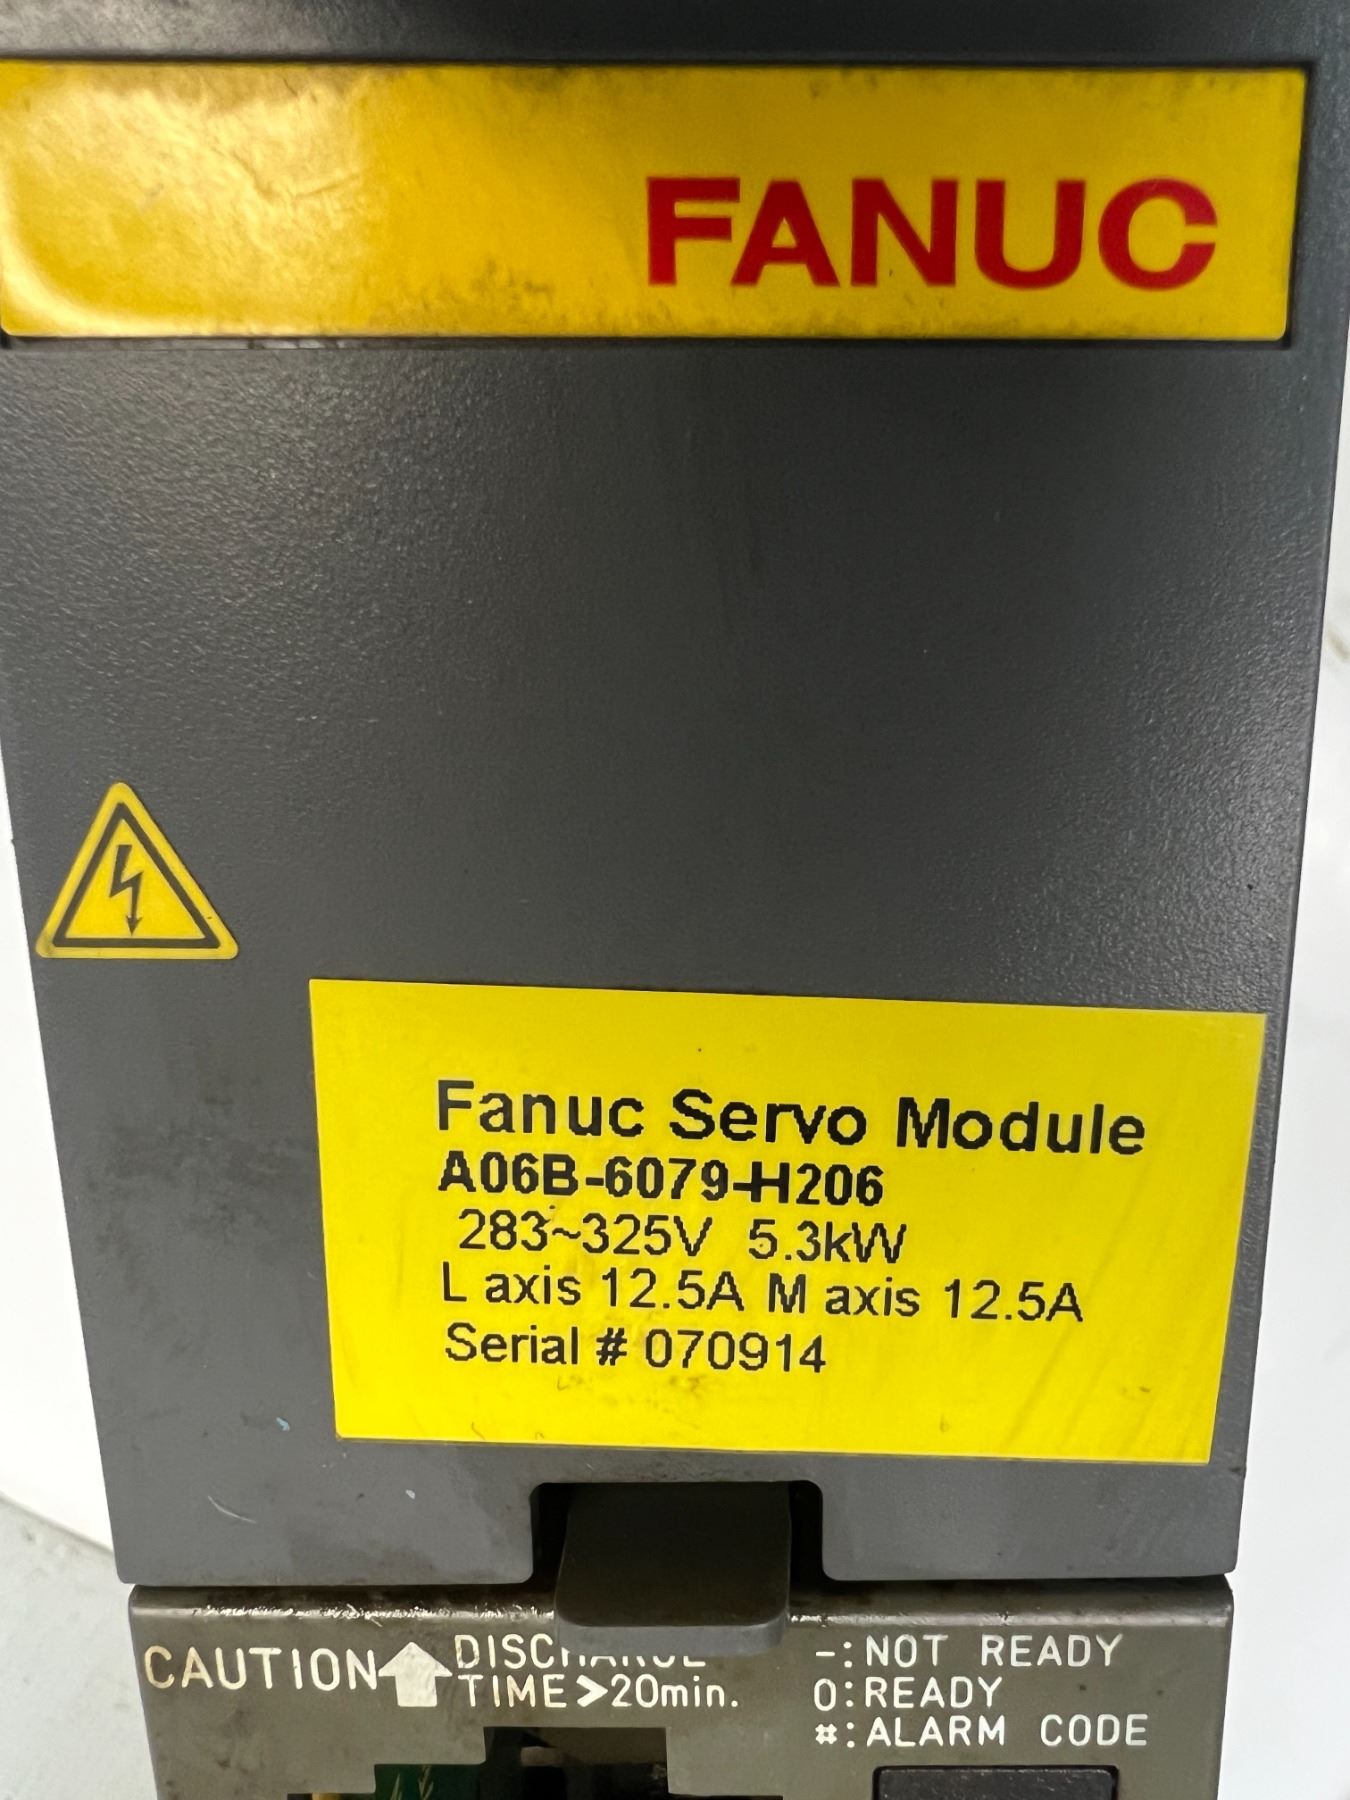 FANUC
Fanuc Servo Module
A06B-6079-H206
283~325V 5.3kW
L axis 12.5A M axis 12.5A
Serial # 070914
CAUTION
TIME>20min.
-: NOT READY
0: READY
#: ALARM CODE